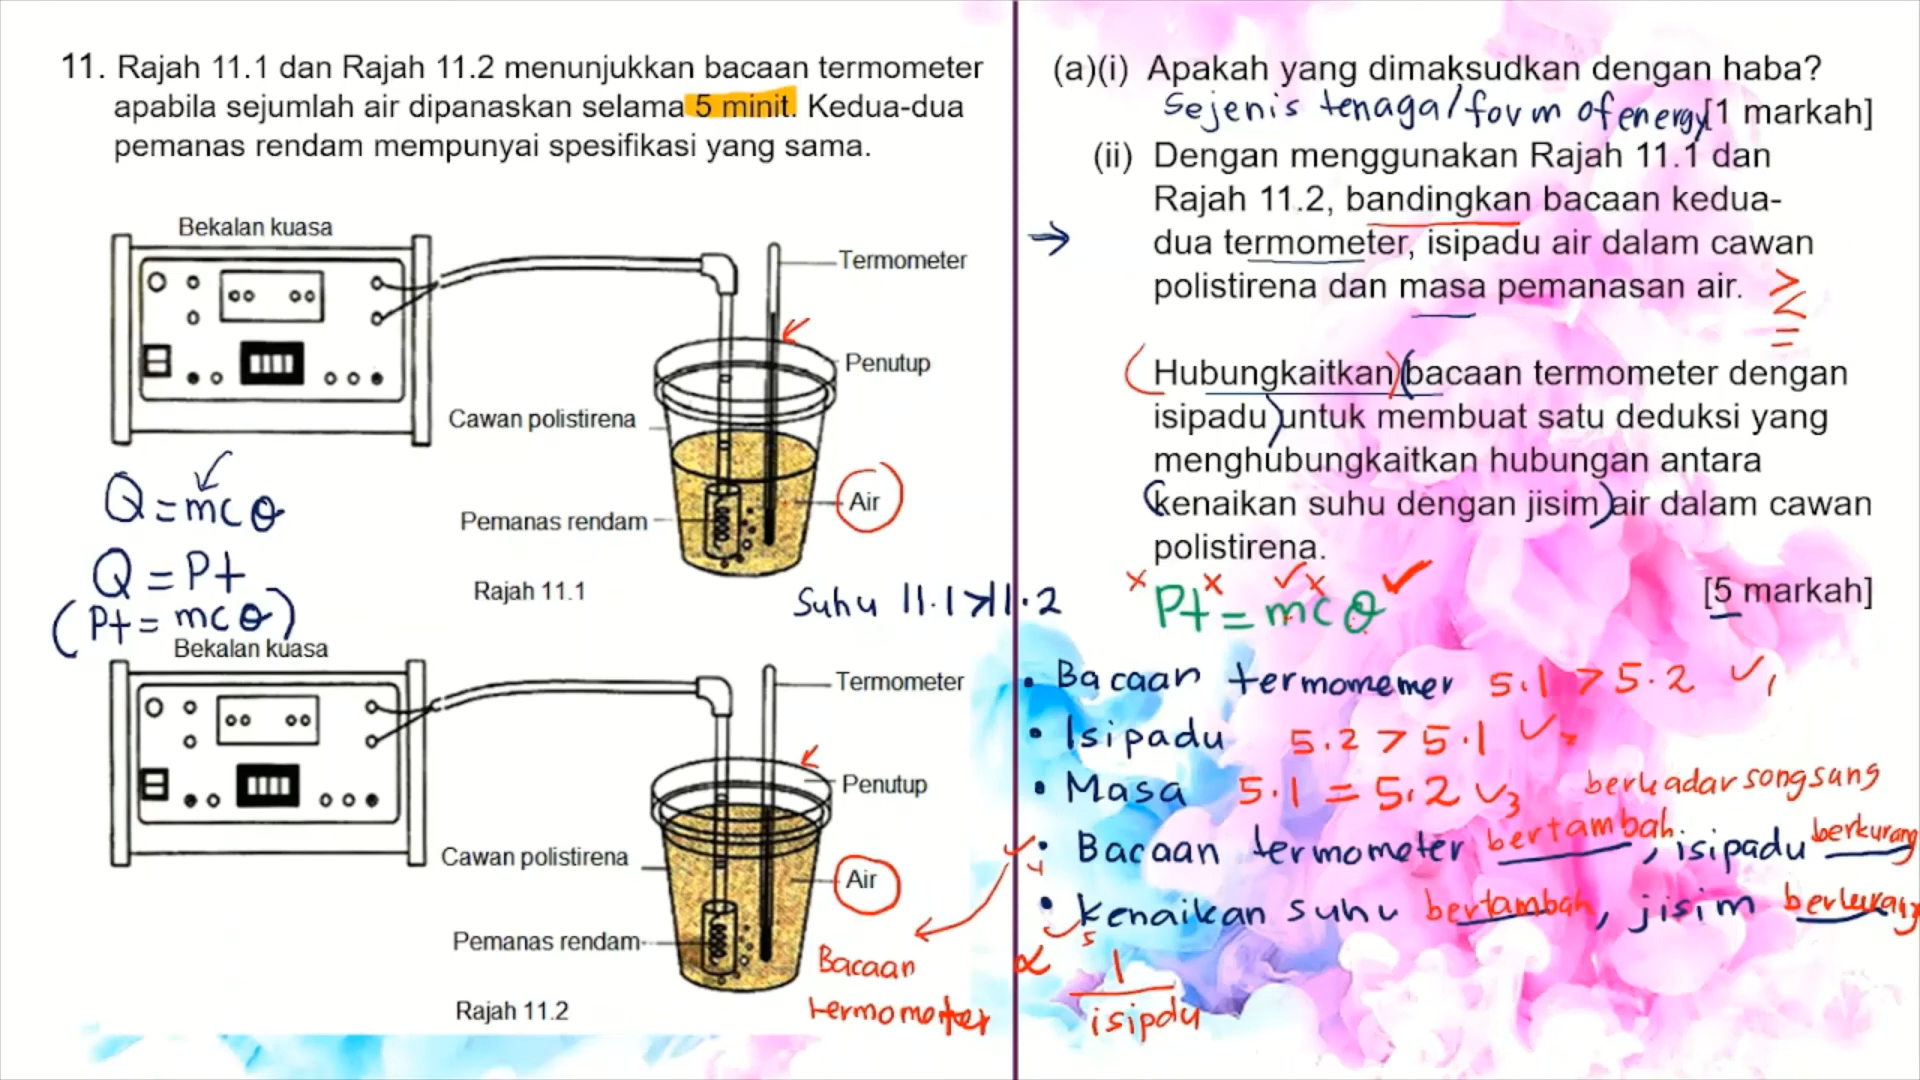 11. Rajah 11.1 dan Rajah 11.2 menunjukkan bacaan termometer
apabila sejumlah air dipanaskan selama 5 minit. Kedua-dua
pemanas rendam mempunyai spesifikasi yang sama.
Bekalan kuasa
Termometer
Penutup
Cawan polistirena
Air
Pemanas rendam
Rajah 11.1
Q = mcθ
Q = Pt
(Pt = mcθ)
Suhu 11.1 > 11.2
Bekalan kuasa
Termometer
Penutup
Cawan polistirena
Air
Pemanas rendam
Rajah 11.2
Bacaan
termometer
(a)(i) Apakah yang dimaksudkan dengan haba?
Sejenis tenaga / form of energy [1 markah]
(ii) Dengan menggunakan Rajah 11.1 dan
Rajah 11.2, bandingkan bacaan kedua-
dua termometer, isipadu air dalam cawan
polistirena dan masa pemanasan air.
> < =
Hubungkaitkan bacaan termometer dengan
isipadu untuk membuat satu deduksi yang
menghubungkaitkan hubungan antara
kenaikan suhu dengan jisim air dalam cawan
polistirena.
[5 markah]
Pt = mcθ
• Bacaan termomemer 5.1 > 5.2 ✓1
• Isipadu 5.2 > 5.1 ✓2
• Masa 5.1 = 5.2 ✓3
berkadar songsang
• Bacaan termometer bertambah, isipadu berkurang ✓4
• Kenaikan suhu bertambah, jisim berkurang ✓5
∝ 1
isipdu